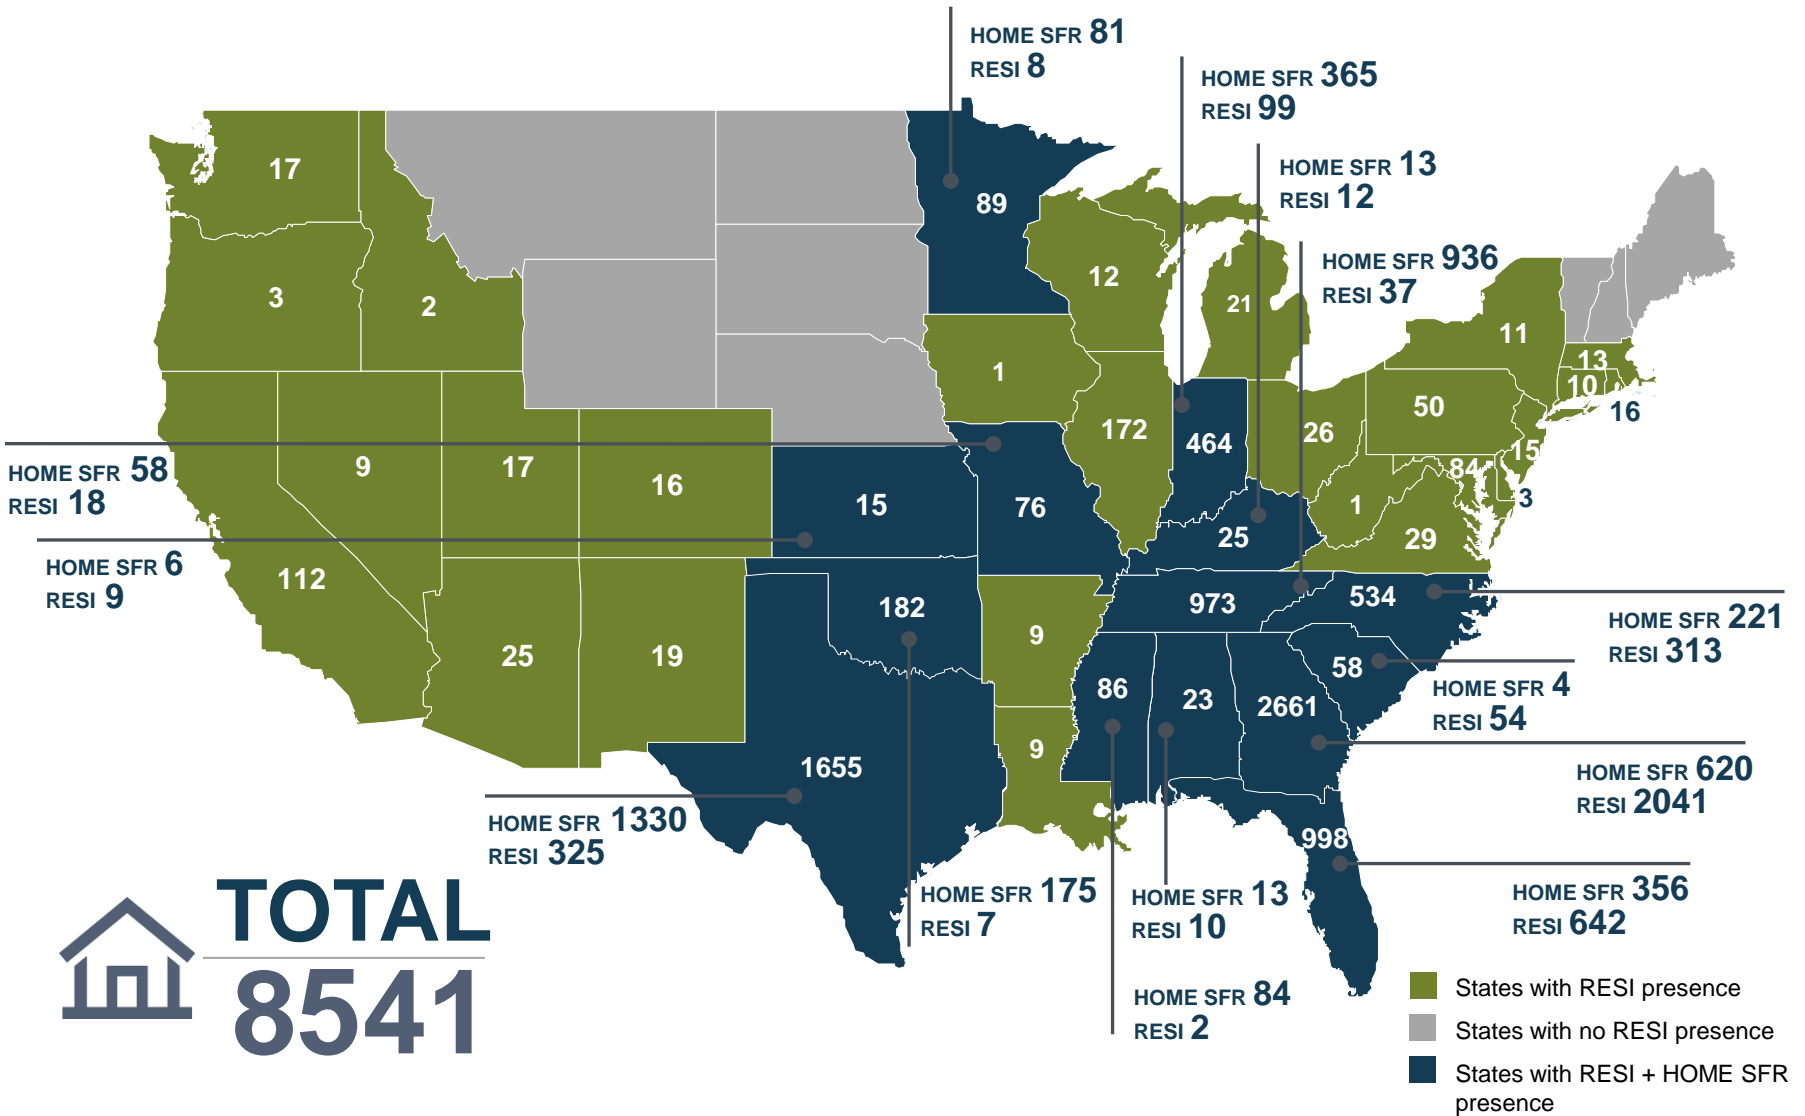 HOME SFR 81
RESI 8
HOME SFR 365
RESI 99
HOME SFR 13
RESI 12
HOME SFR 936
RESI 37
17
89
3
2
12
21
11
13
10
16
1
50
172
464
26
15
84
3
9
17
16
15
76
1
29
25
112
HOME SFR 58
RESI 18
HOME SFR 6
RESI 9
182
973
534
HOME SFR 221
RESI 313
25
19
9
86
23
2661
58
HOME SFR 4
RESI 54
9
1655
998
HOME SFR 620
RESI 2041
HOME SFR 1330
RESI 325
HOME SFR 175
RESI 7
HOME SFR 13
RESI 10
HOME SFR 356
RESI 642
HOME SFR 84
RESI 2
TOTAL
8541
States with RESI presence
States with no RESI presence
States with RESI + HOME SFR
presence